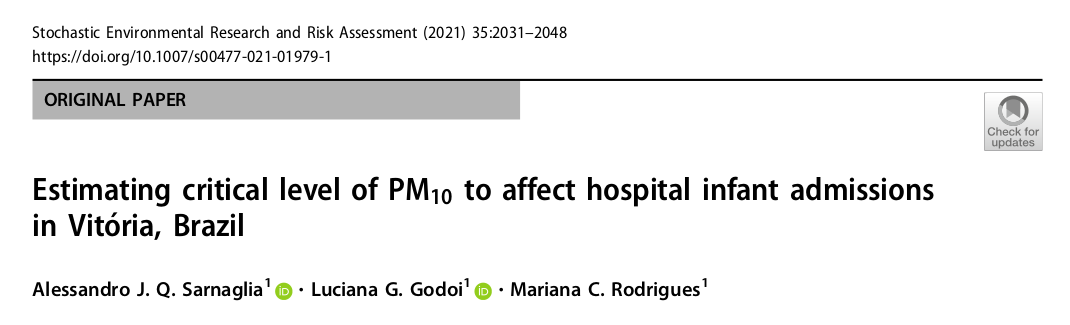 Stochastic Environmental Research and Risk Assessment (2021) 35:2031–2048
https://doi.org/10.1007/s00477-021-01979-1
ORIGINAL PAPER
Check for
updates
Estimating critical level of PM10 to affect hospital infant admissions
in Vitória, Brazil
Alessandro J. Q. Sarnaglia1 iD · Luciana G. Godoi1 iD · Mariana C. Rodrigues1